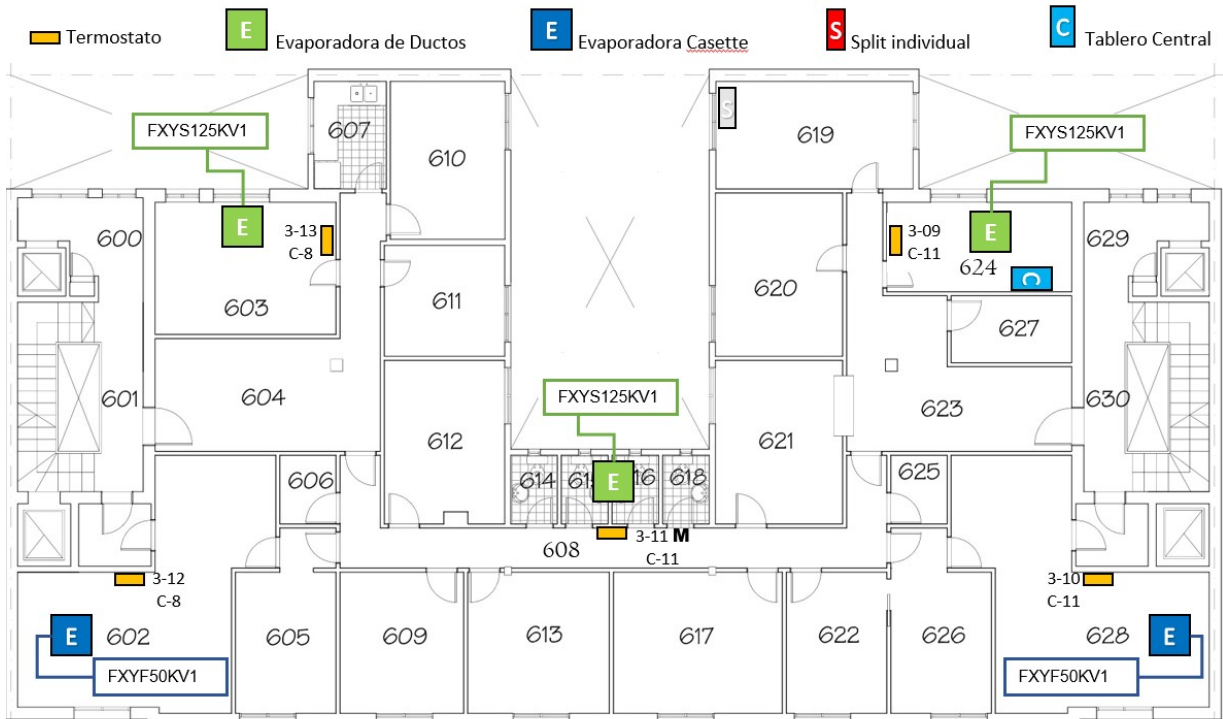 Termostato
E Evaporadora de Ductos
E Evaporadora Casette
S Split individual
C Tablero Central
FXYS125KV1
FXYS125KV1
S
607
610
619
E
3-13
C-8
3-09
C-11
E
624
C
600
629
603
611
620
627
604
601
FXYS125KV1
623
630
612
621
606
614
E
16
618
625
608
3-11 M
C-11
3-12
C-8
3-10
C-11
E
602
605
609
613
617
622
626
628
E
FXYF50KV1
FXYF50KV1